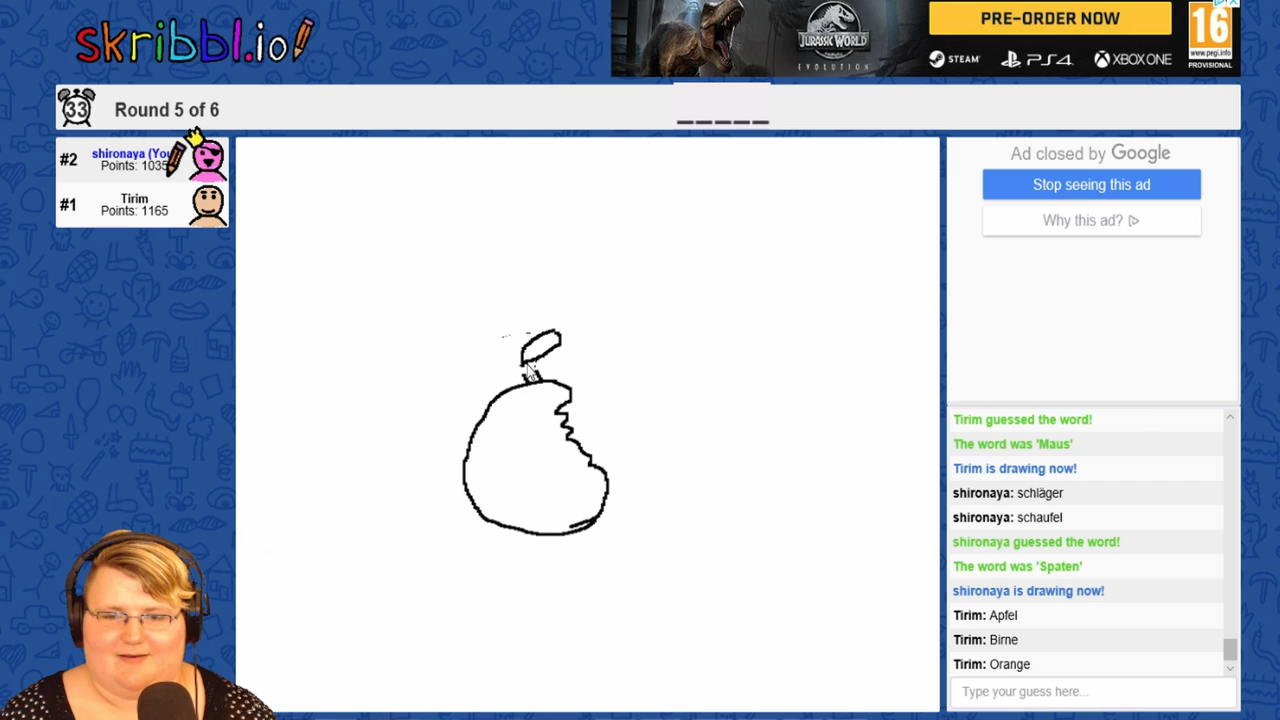 skribbl.io
JURASSIC WORLD
EVOLUTION
PRE-ORDER NOW
STEAM PS4 XBOX ONE
16
www.pegi.info
PROVISIONAL
33
Round 5 of 6
_____
#2
shironaya (You
Points: 1035
#1
Tirim
Points: 1165
Ad closed by Google
Stop seeing this ad
Why this ad?
Tirim guessed the word!
The word was 'Maus'
Tirim is drawing now!
shironaya: schläger
shironaya: schaufel
shironaya guessed the word!
The word was 'Spaten'
shironaya is drawing now!
Tirim: Apfel
Tirim: Birne
Tirim: Orange
Type your guess here...